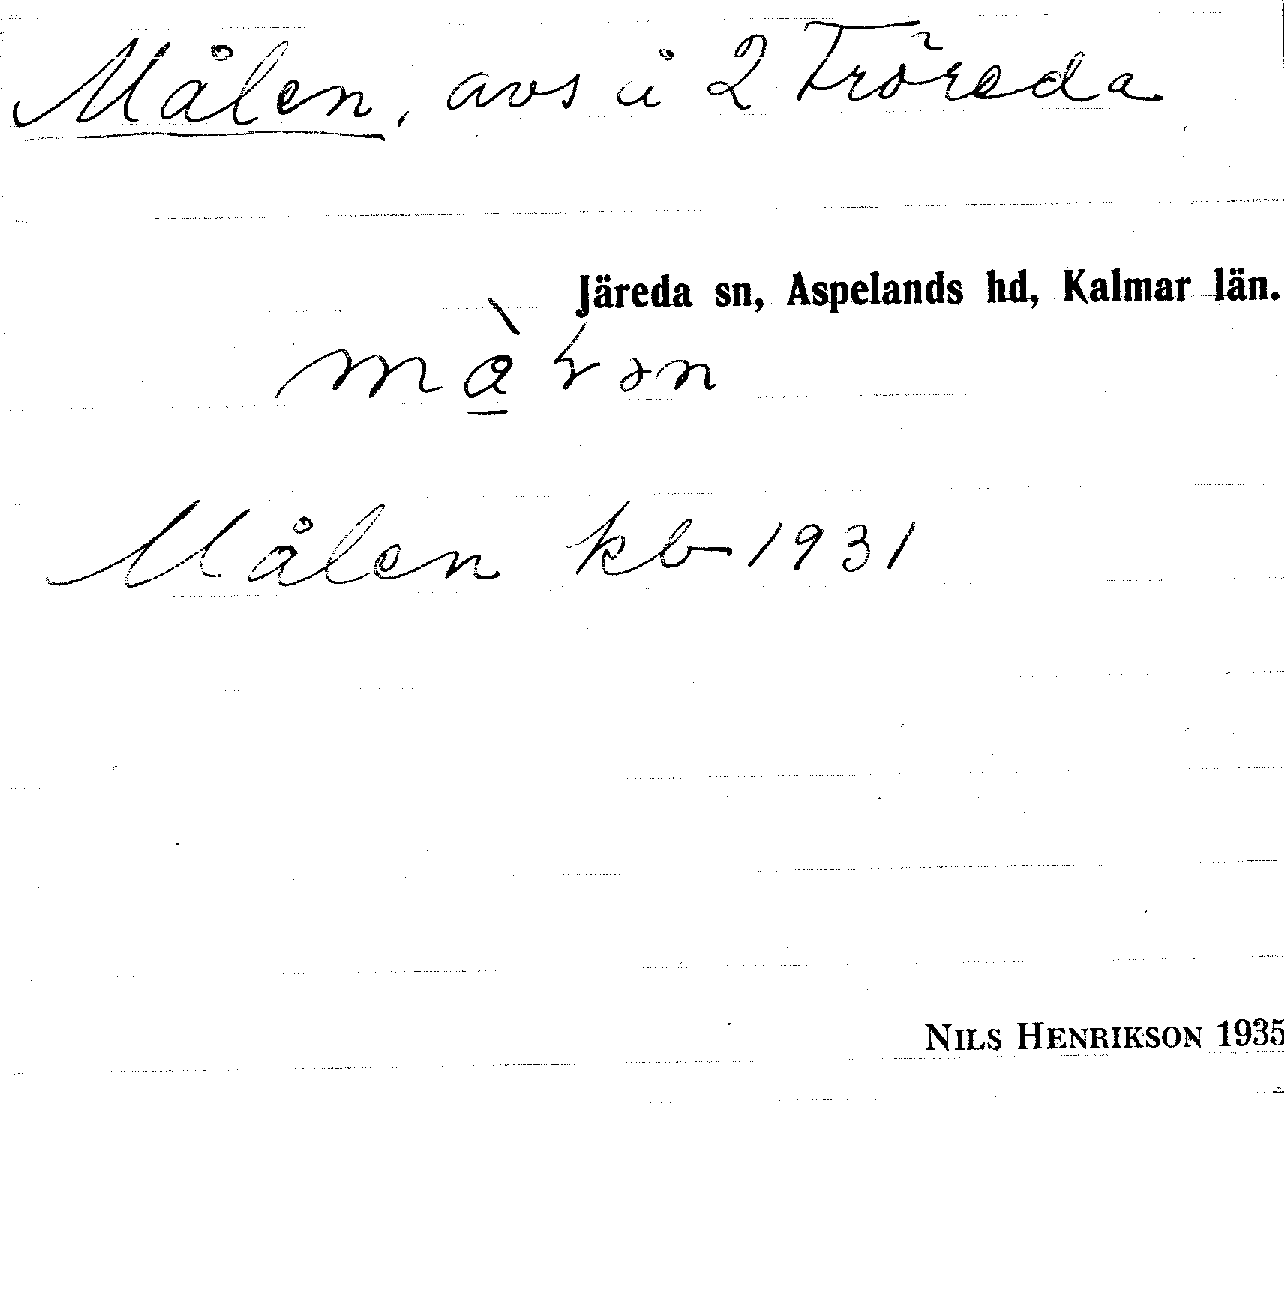 Målen, avs å 2 Fröreda
Järeda sn, Aspelands hd, Kalmar län.
Målen kb 1931
NILS HENRIKSON 1935